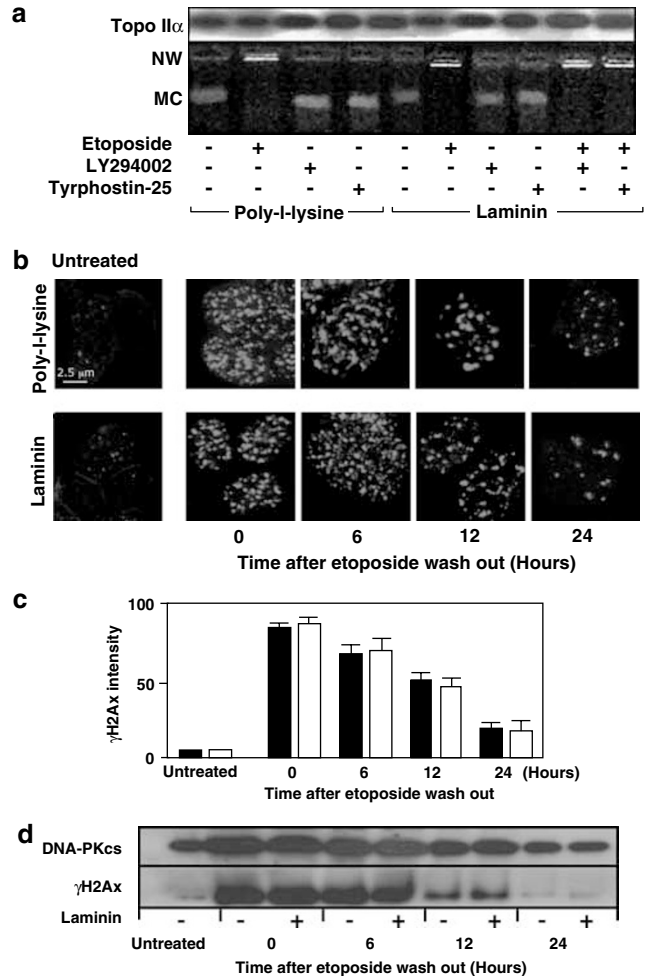 a
Topo IIα
NW
MC
Etoposide - + - - - + - - + +
LY294002 - - + - - - + - + -
Tyrphostin-25 - - - + - - - + - +
Poly-l-lysine Laminin
b Untreated
Poly-l-lysine
2.5 μm
Laminin
0 6 12 24
Time after etoposide wash out (Hours)
c
100
50
0
γH2Ax intensity
Untreated 0 6 12 24 (Hours)
Time after etoposide wash out
d
DNA-PKcs
γH2Ax
Laminin - + - + - + - +
Untreated 0 6 12 24
Time after etoposide wash out (Hours)